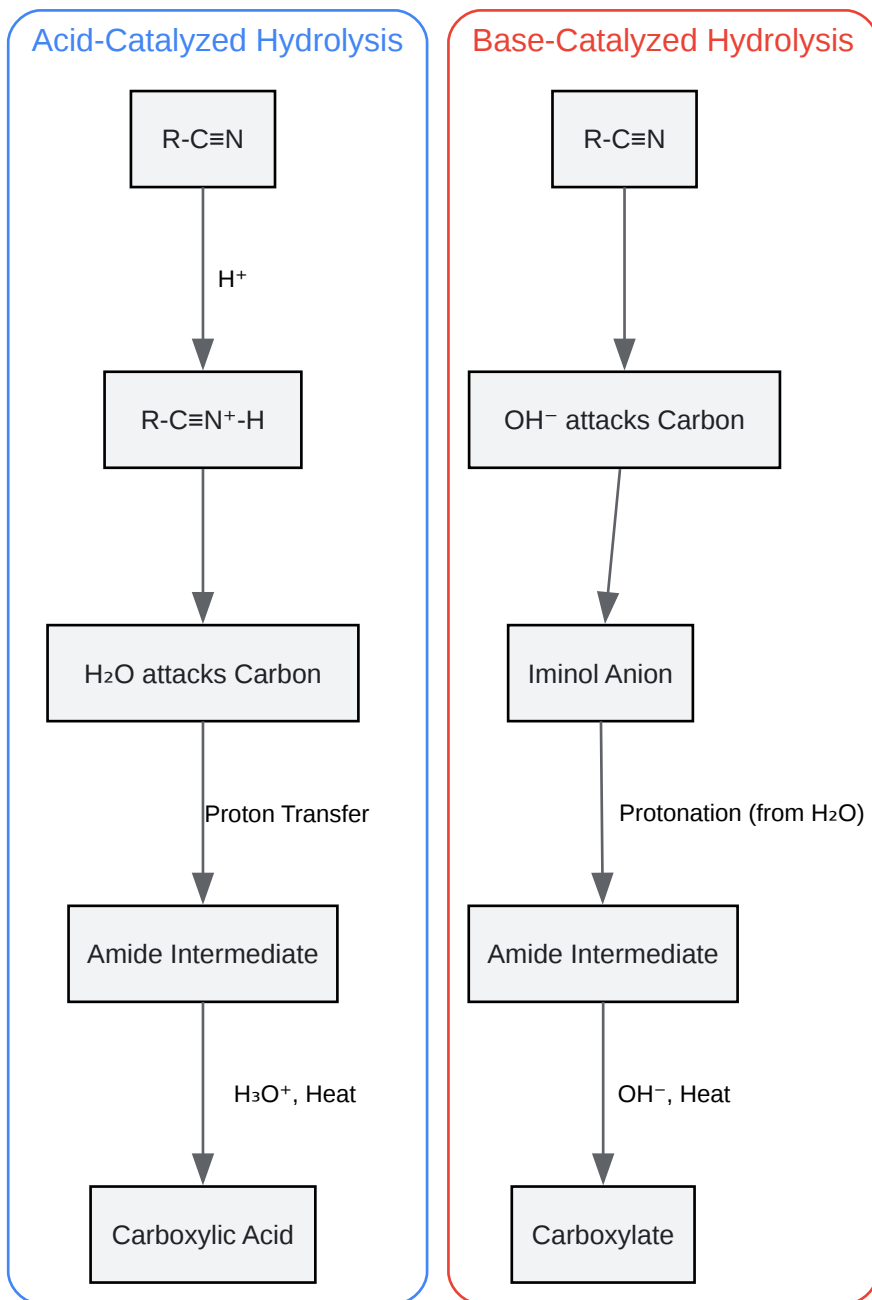 Acid-Catalyzed Hydrolysis
R-C≡N
H⁺
R-C≡N⁺-H
H₂O attacks Carbon
Proton Transfer
Amide Intermediate
H₃O⁺, Heat
Carboxylic Acid
Base-Catalyzed Hydrolysis
R-C≡N
OH⁻ attacks Carbon
Iminol Anion
Protonation (from H₂O)
Amide Intermediate
OH⁻, Heat
Carboxylate